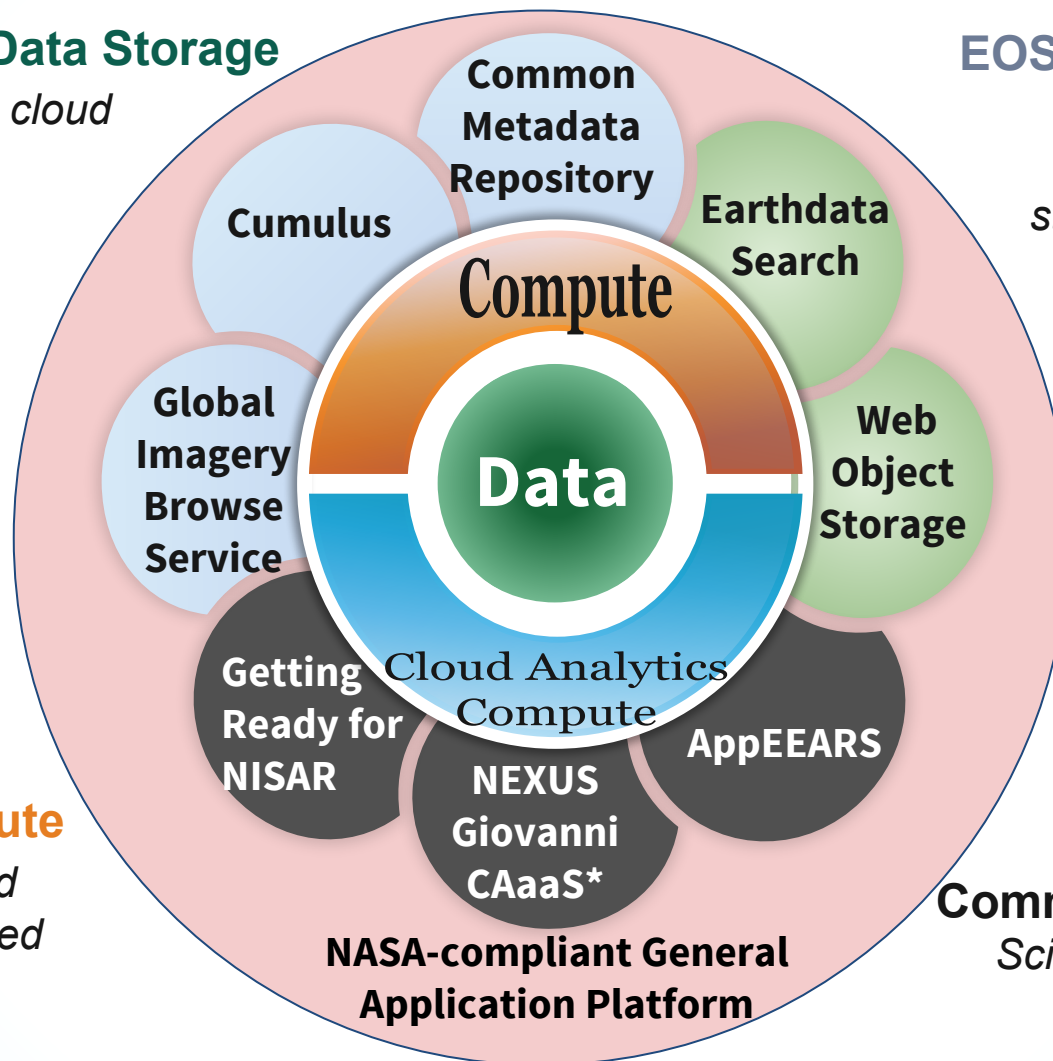 Data Storage
cloud
EOS
Common
Metadata
Repository
Cumulus
Earthdata
Search
Compute
Global
Imagery
Browse
Service
Data
Web
Object
Storage
Cloud Analytics
Compute
Getting
Ready for
NISAR
NEXUS
Giovanni
CAaaS*
AppEEARS
NASA-compliant General
Application Platform